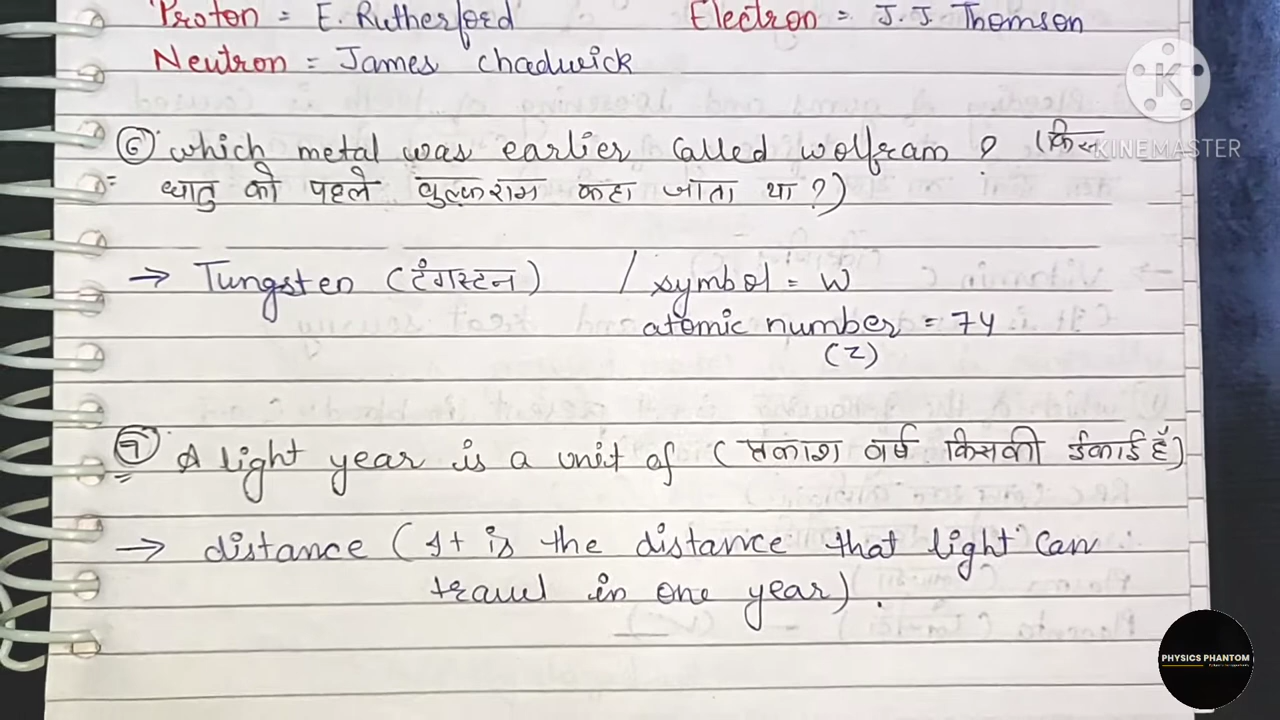 Proton = E. Rutherford Electron = J. J. Thomson
Neutron = James Chadwick
⑥ which metal was earlier called wolfram ? (किस
धातु को पहले वुल्फराम कहा जाता था ?)
→ Tungsten (टंगस्टन) / symbol = W
atomic number = 74
(Z)
⑦ A light year is a unit of (प्रकाश वर्ष किसकी ईकाई हैं)
→ distance (It is the distance that light can
travel in one year).
K
KINEMASTER
PHYSICS PHANTOM